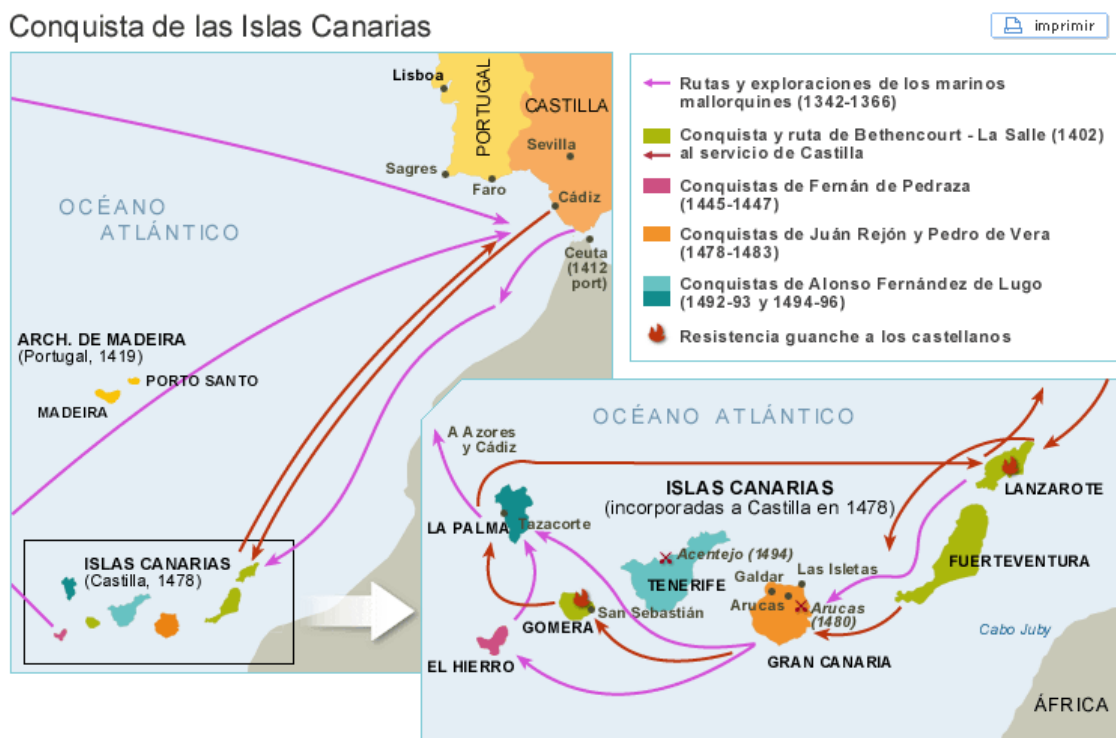 Conquista de las Islas Canarias
imprimir
Lisboa
PORTUGAL
CASTILLA
Sevilla
Sagres
Faro
Cádiz
OCÉANO
ATLÁNTICO
Ceuta
(1412
port)
ARCH. DE MADEIRA
(Portugal, 1419)
PORTO SANTO
MADEIRA
ISLAS CANARIAS
(Castilla, 1478)
Rutas y exploraciones de los marinos
mallorquines (1342-1366)
Conquista y ruta de Bethencourt - La Salle (1402)
al servicio de Castilla
Conquistas de Fernán de Pedraza
(1445-1447)
Conquistas de Juán Rejón y Pedro de Vera
(1478-1483)
Conquistas de Alonso Fernández de Lugo
(1492-93 y 1494-96)
Resistencia guanche a los castellanos
OCÉANO ATLÁNTICO
A Azores
y Cádiz
ISLAS CANARIAS
(incorporadas a Castilla en 1478)
LANZAROTE
LA PALMA
Tazacorte
Acentejo (1494)
TENERIFE
FUERTEVENTURA
Galdar
Las Isletas
Arucas
Arucas
(1480)
San Sebastián
GOMERA
EL HIERRO
GRAN CANARIA
Cabo Juby
ÁFRICA